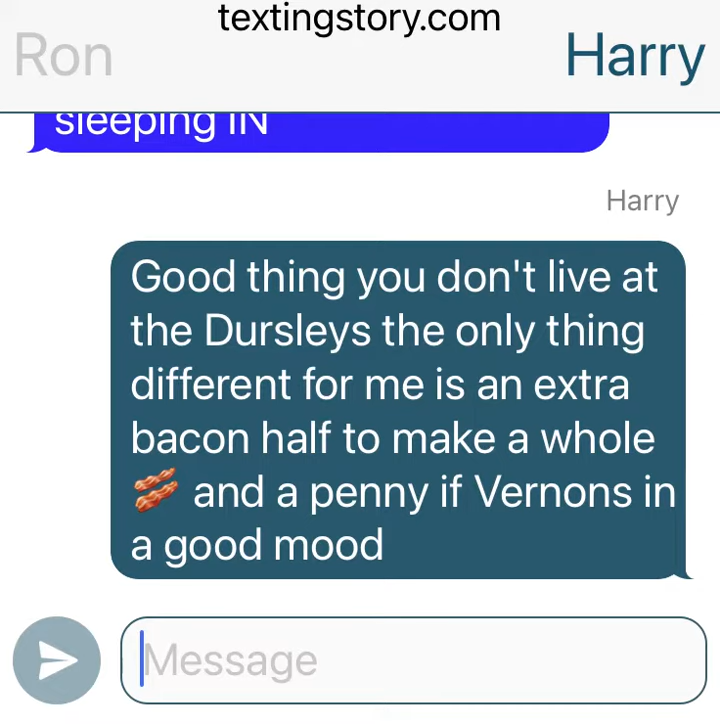 textingstory.com
Ron
Harry
sleeping IN
Harry
Good thing you don't live at
the Dursleys the only thing
different for me is an extra
bacon half to make a whole
🥓 and a penny if Vernons in
a good mood
Message